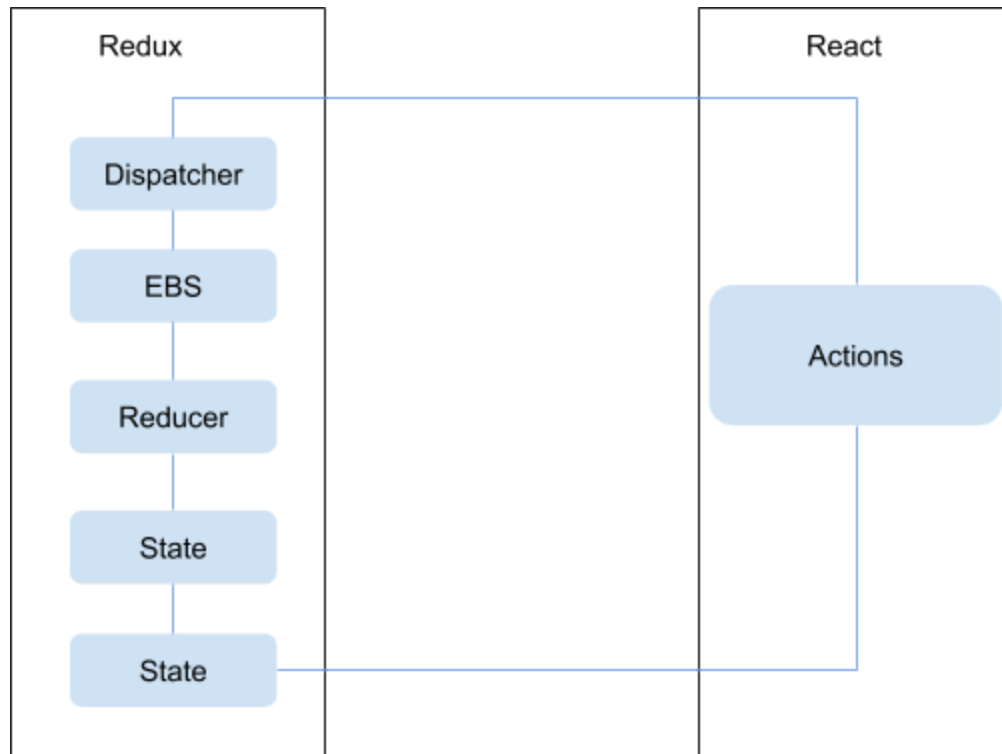 Redux
React
Dispatcher
EBS
Actions
Reducer
State
State